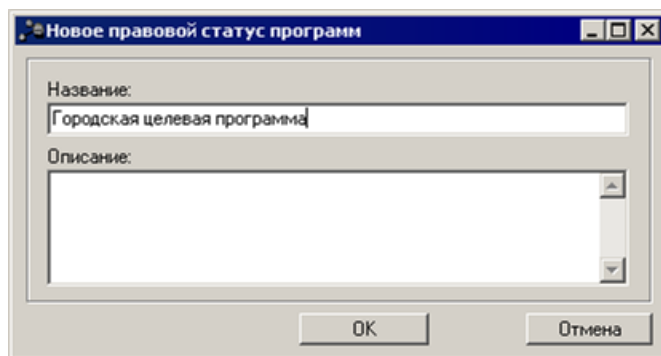 Новое правовой статус программ
Название:
Городская целевая программа
Описание:
OK
Отмена